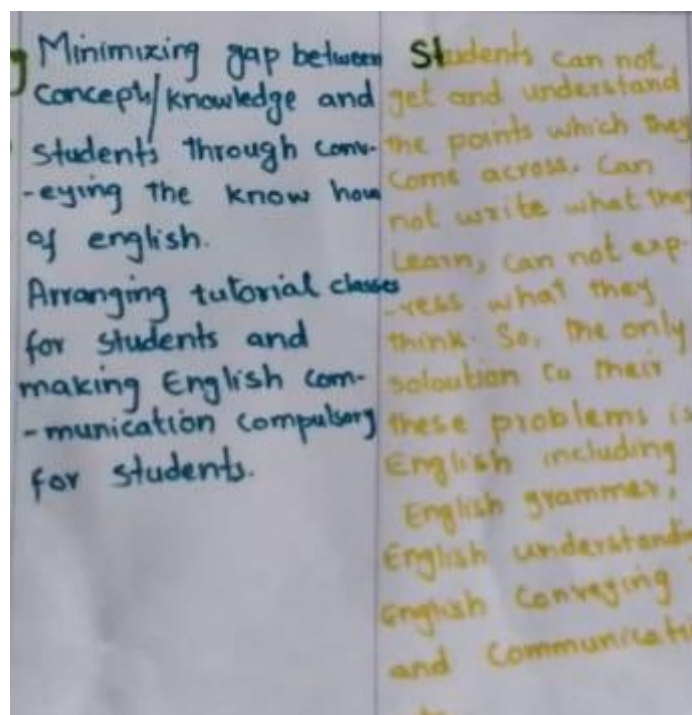 Minimizing gap between
concept/knowledge and
students through conv-
-eying the know how
of english.
Arranging tutorial classes
for students and
making English com-
-munication compulsory
for students.
Students can not
get and understand
the points which they
come across. Can
not write what they
Learn, can not exp-
-ress what they
think. So, the only
soloution to their
these problems is
English including
English grammer,
English understandin
English Conveying
and Communicati